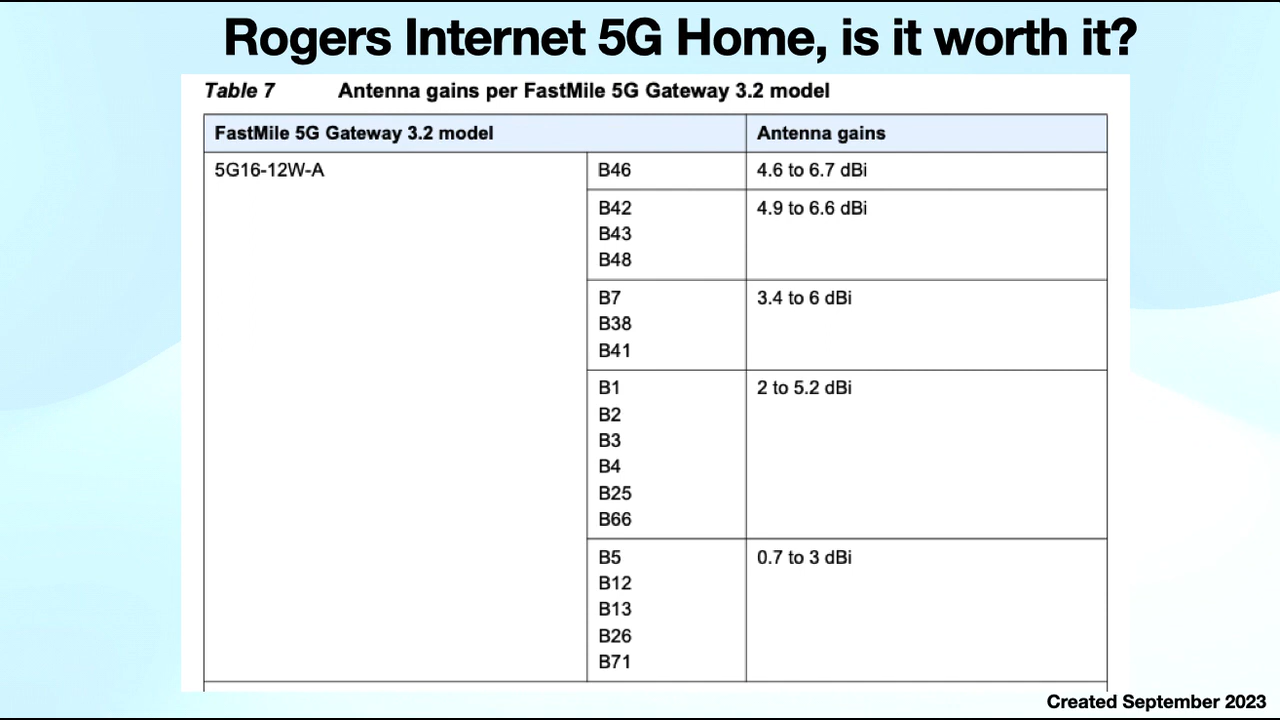 Rogers Internet 5G Home, is it worth it?
Table 7 Antenna gains per FastMile 5G Gateway 3.2 model
FastMile 5G Gateway 3.2 model Antenna gains
5G16-12W-A B46 4.6 to 6.7 dBi
B42 4.9 to 6.6 dBi
B43
B48
B7 3.4 to 6 dBi
B38
B41
B1 2 to 5.2 dBi
B2
B3
B4
B25
B66
B5 0.7 to 3 dBi
B12
B13
B26
B71
Created September 2023